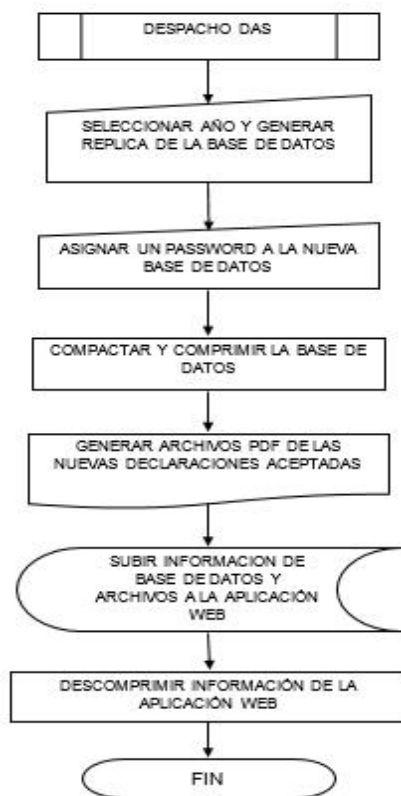 DESPACHO DAS
SELECCIONAR AÑO Y GENERAR
REPLICA DE LA BASE DE DATOS
ASIGNAR UN PASSWORD A LA NUEVA
BASE DE DATOS
COMPACTAR Y COMPRIMIR LA BASE DE
DATOS
GENERAR ARCHIVOS PDF DE LAS
NUEVAS DECLARACIONES ACEPTADAS
SUBIR INFORMACION DE
BASE DE DATOS Y
ARCHIVOS A LA APLICACIÓN
WEB
DESCOMPRIMIR INFORMACIÓN DE LA
APLICACIÓN WEB
FIN